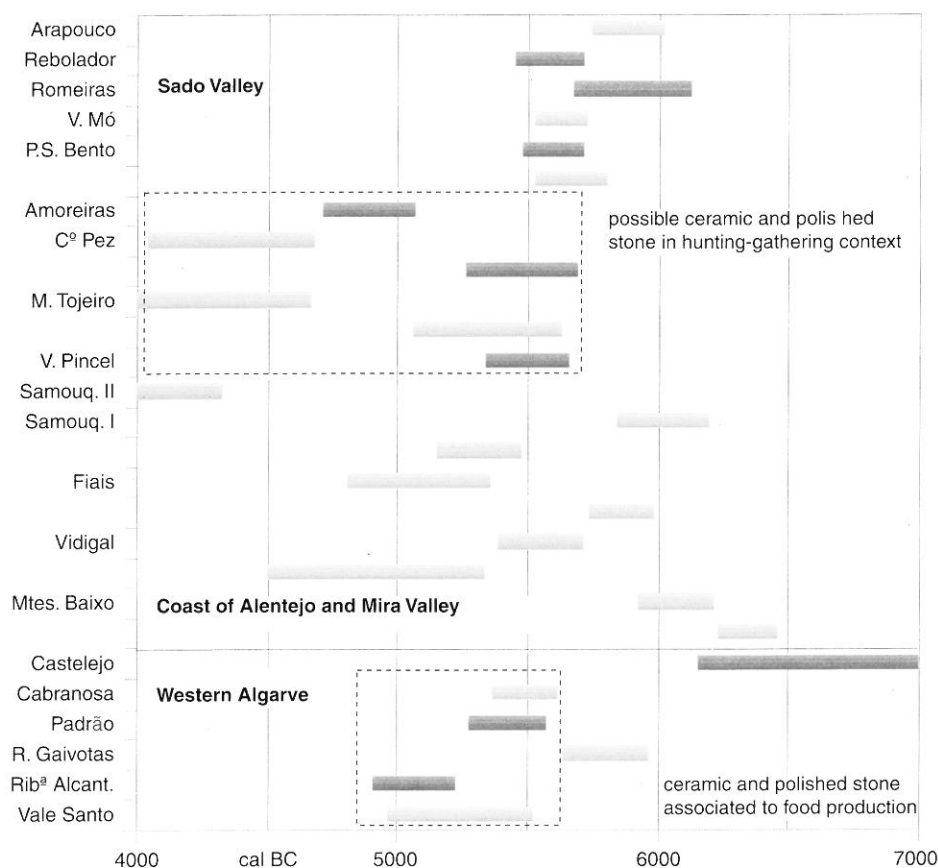 Arapouco
Rebolador
Romeiras
Sado Valley
V. Mó
P.S. Bento
Amoreiras
possible ceramic and polis hed
stone in hunting-gathering context
Cº Pez
M. Tojeiro
V. Pincel
Samouq. II
Samouq. I
Fiais
Vidigal
Mtes. Baixo
Coast of Alentejo and Mira Valley
Castelejo
Cabranosa
Western Algarve
Padrão
R. Gaivotas
Ribª Alcant.
ceramic and polished stone
associated to food production
Vale Santo
4000 cal BC 5000 6000 7000